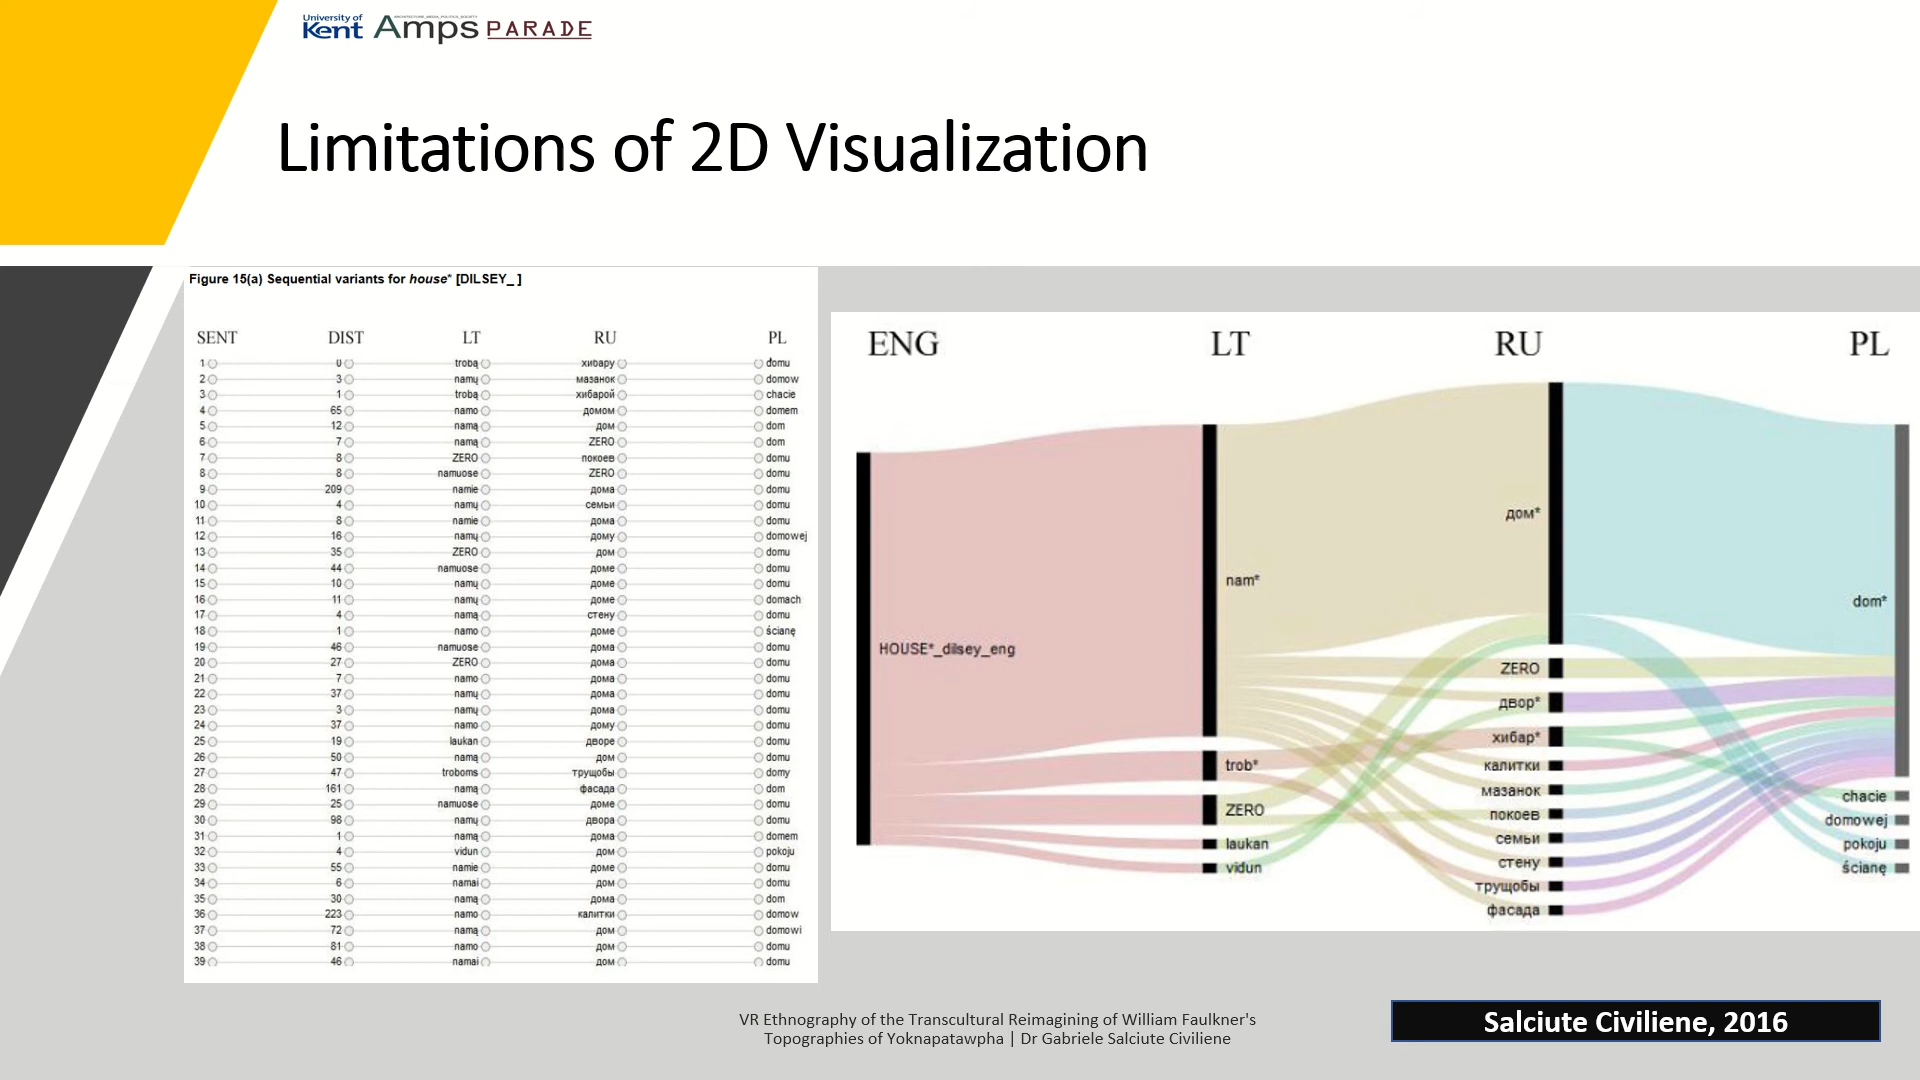 University of
Kent Amps PARADE
Limitations of 2D Visualization
Figure 15(a) Sequential variants for house* [DILSEY_ ]
SENT DIST LT RU PL
1 0 trobą хибару domu
2 3 namų мазанок domow
3 1 trobą хибарой chacie
4 65 namo домом domem
5 12 namą дом dom
6 7 namą ZERO dom
7 8 ZERO покоев domu
8 8 namuose ZERO domu
9 209 namie дома domu
10 4 namų семьи domu
11 8 namie дома domu
12 16 namų дому domowej
13 35 ZERO дом domu
14 44 namuose доме domu
15 10 namų доме domu
16 11 namų доме domach
17 4 namą стену domu
18 1 namo доме ścianę
19 46 namuose дома domu
20 27 ZERO дома domu
21 7 namo дома domu
22 37 namų дома domu
23 3 namų дома domu
24 37 namo дому domu
25 19 laukan дворе domu
26 50 namą дом domu
27 47 troboms трущобы domy
28 161 namą фасада dom
29 25 namuose доме domu
30 98 namų двора domu
31 1 namą дома domem
32 4 vidun дом pokoju
33 55 namie доме domu
34 6 namai дом domu
35 30 namą дома dom
36 223 namo калитки domow
37 72 namą дом domowi
38 81 namo дом domu
39 46 namai дом domu
ENG LT RU PL
HOUSE*_dilsey_eng
nam*
trob*
ZERO
laukan
vidun
дом*
ZERO
двор*
хибар*
калитки
мазанок
покоев
семьи
стену
трущобы
фасада
dom*
chacie
domowej
pokoju
ścianę
VR Ethnography of the Transcultural Reimagining of William Faulkner's
Topographies of Yoknapatawpha | Dr Gabriele Salciute Civiliene
Salciute Civiliene, 2016